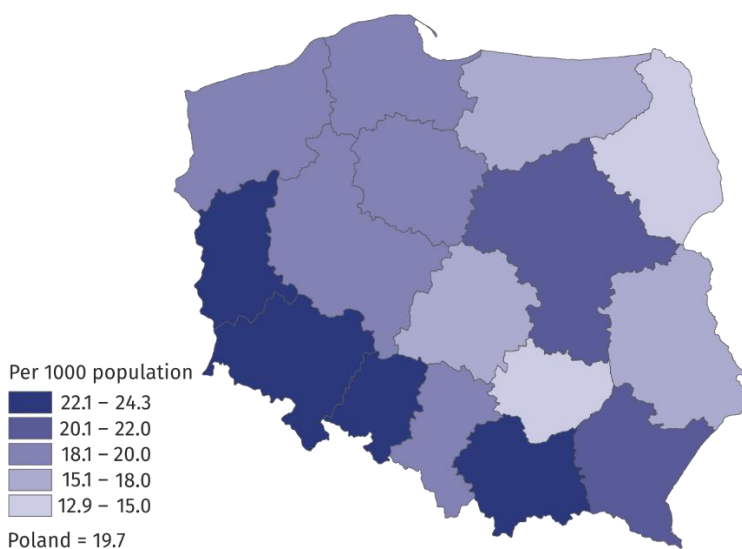 Per 1000 population
22.1 – 24.3
20.1 – 22.0
18.1 – 20.0
15.1 – 18.0
12.9 – 15.0
Poland = 19.7